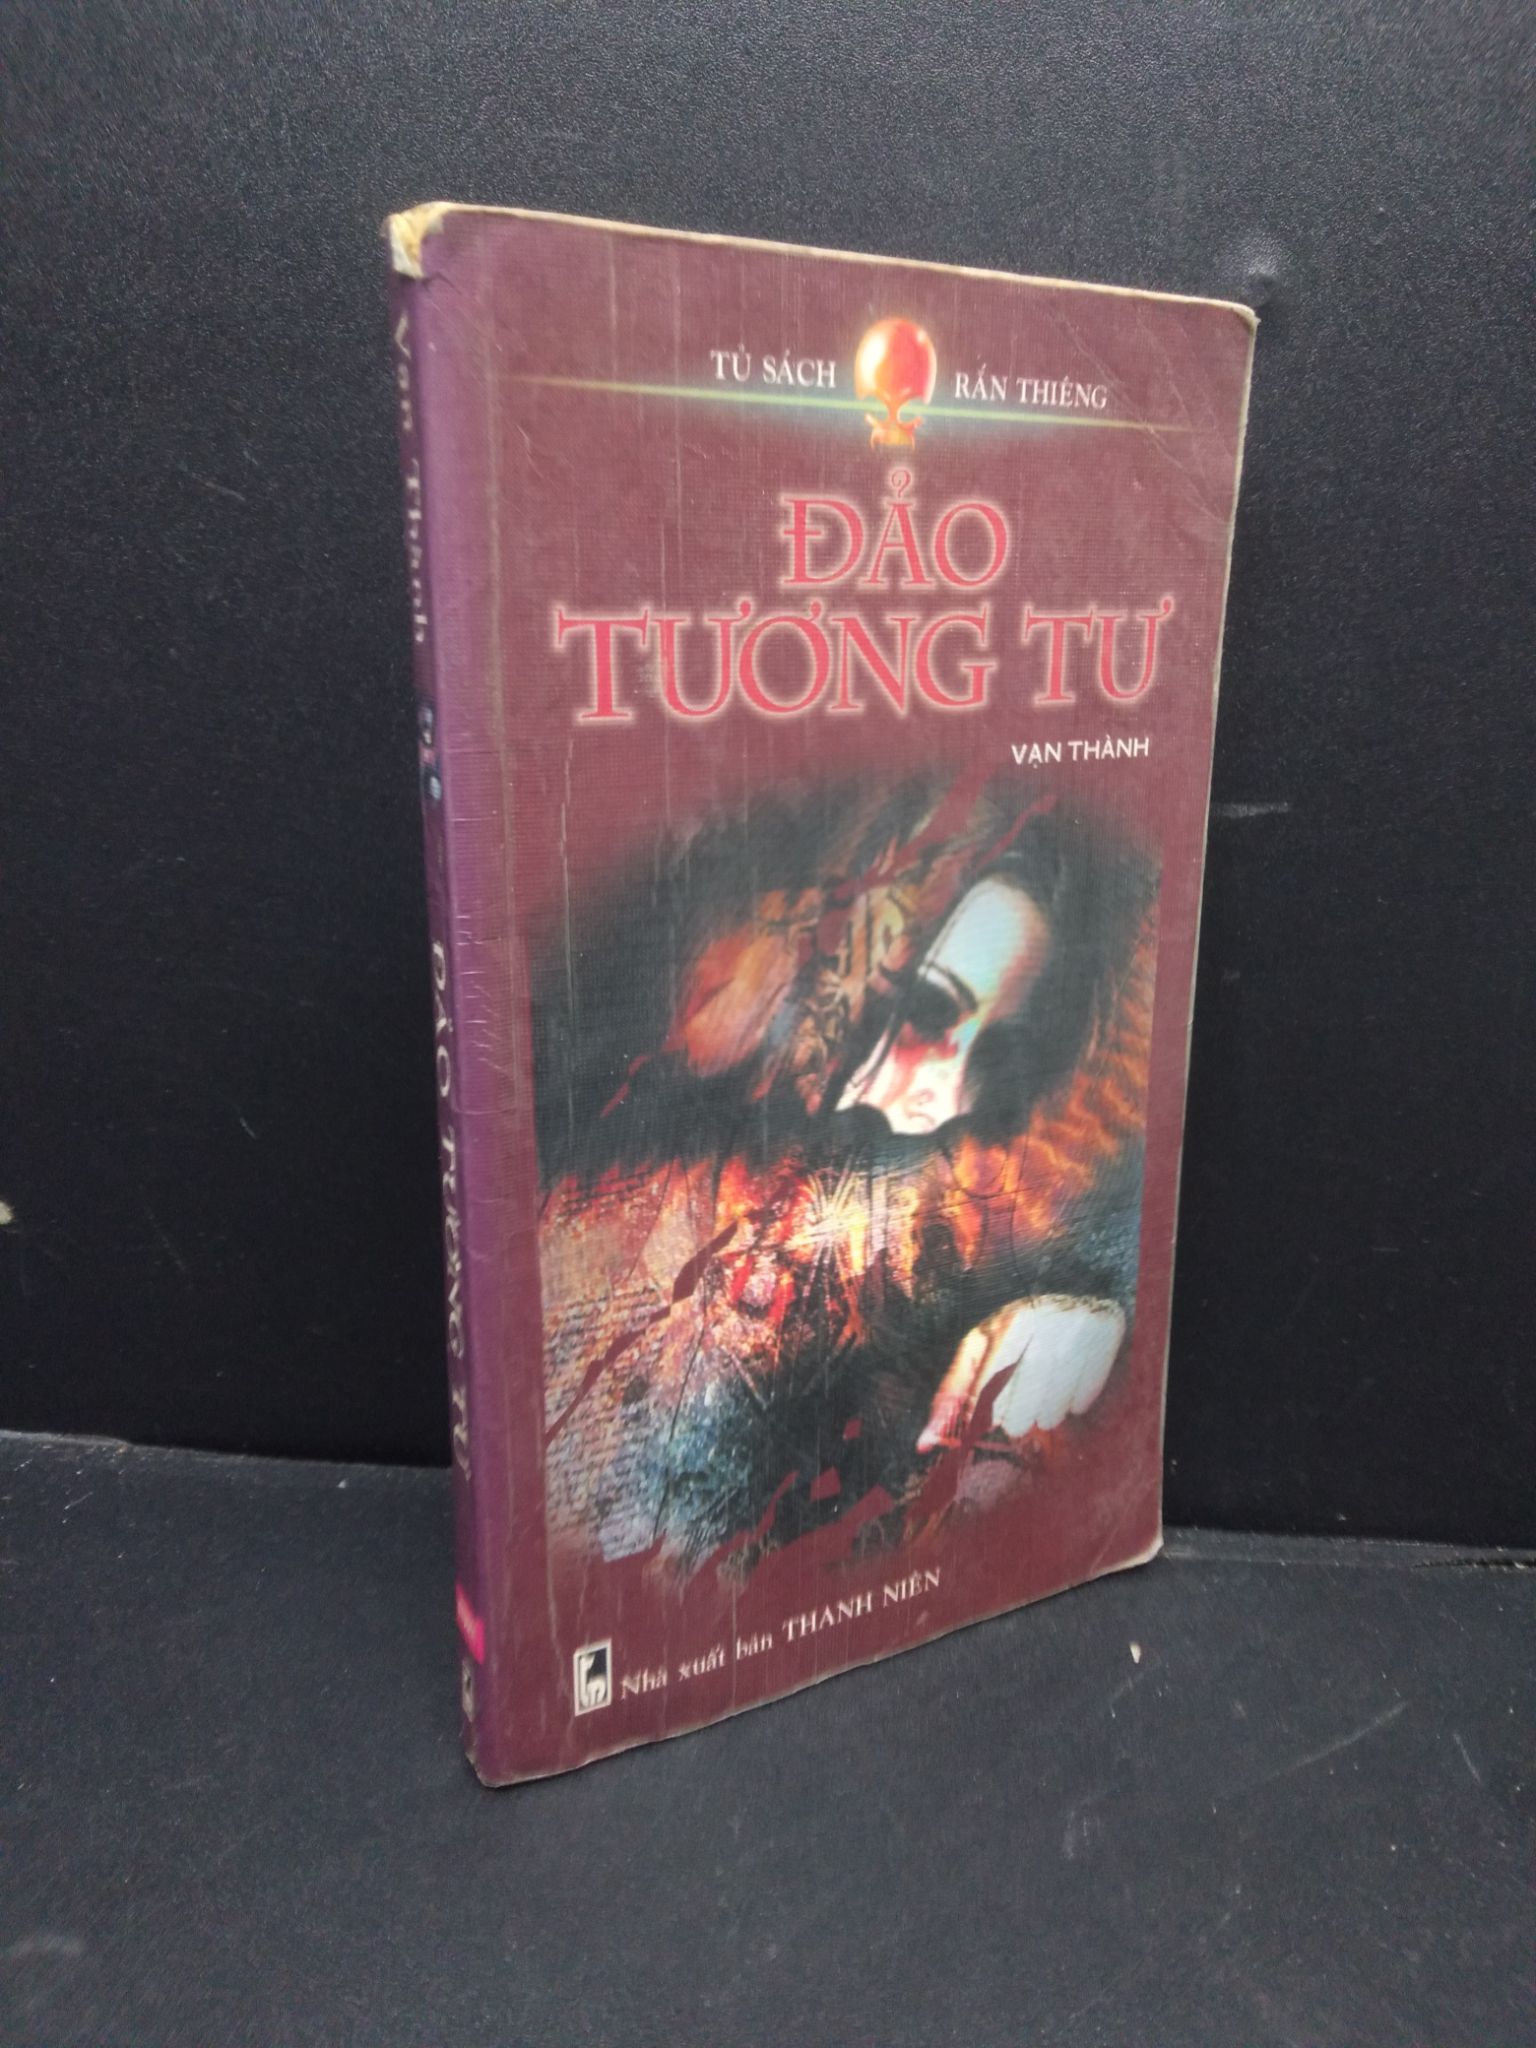 TỦ SÁCH RẮN THIÊNG
ĐẢO
TƯƠNG TƯ
VẠN THÀNH
Nhà xuất bản THANH NIÊN
Vạn Thành ĐẢO TƯƠNG TƯ